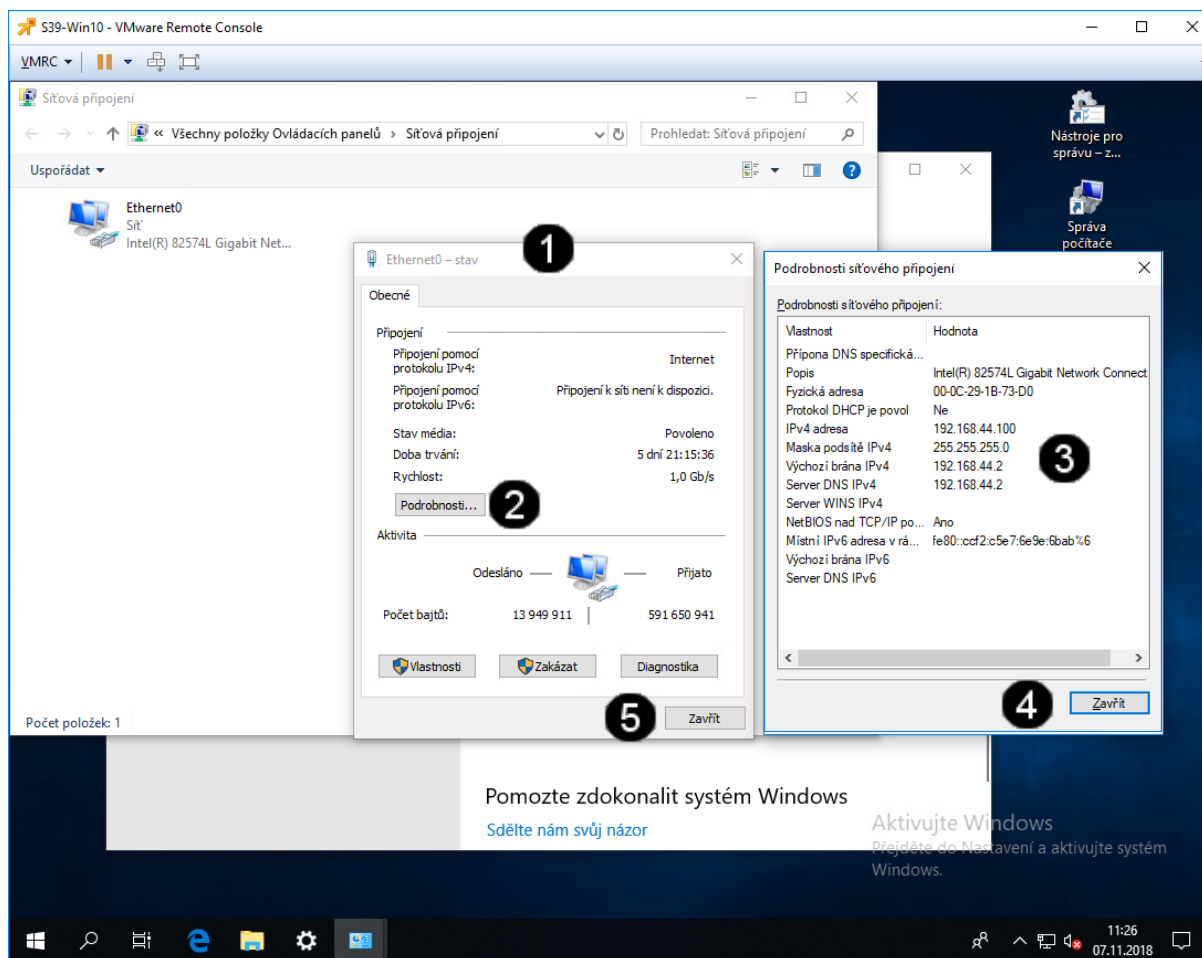 S39-Win10 - VMware Remote Console
VMRC
Síťová připojení
« Všechny položky Ovládacích panelů › Síťová připojení
Prohledat: Síťová připojení
Uspořádat
Ethernet0
Síť
Intel(R) 82574L Gigabit Net...
Počet položek: 1
1
Ethernet0 – stav
Obecné
Připojení
Připojení pomocí
protokolu IPv4:
Internet
Připojení pomocí
protokolu IPv6:
Připojení k síti není k dispozici.
Stav média:
Povoleno
Doba trvání:
5 dní 21:15:36
Rychlost:
1,0 Gb/s
Podrobnosti...
2
Aktivita
Odesláno
Přijato
Počet bajtů:
13 949 911
591 650 941
Vlastnosti
Zakázat
Diagnostika
5
Zavřít
Podrobnosti síťového připojení
Podrobnosti síťového připojení:
Vlastnost Hodnota
Přípona DNS specifická...
Popis Intel(R) 82574L Gigabit Network Connect
Fyzická adresa 00-0C-29-1B-73-D0
Protokol DHCP je povol Ne
IPv4 adresa 192.168.44.100
Maska podsítě IPv4 255.255.255.0
Výchozí brána IPv4 192.168.44.2
Server DNS IPv4 192.168.44.2
Server WINS IPv4
NetBIOS nad TCP/IP po... Ano
Místní IPv6 adresa v rá... fe80::ccf2:c5e7:6e9e:6bab%6
Výchozí brána IPv6
Server DNS IPv6
3
4
Zavřít
Nástroje pro
správu – z...
Správa
počítače
Pomozte zdokonalit systém Windows
Sdělte nám svůj názor
Aktivujte Windows
Přejděte do Nastavení a aktivujte systém
Windows.
11:26
07.11.2018